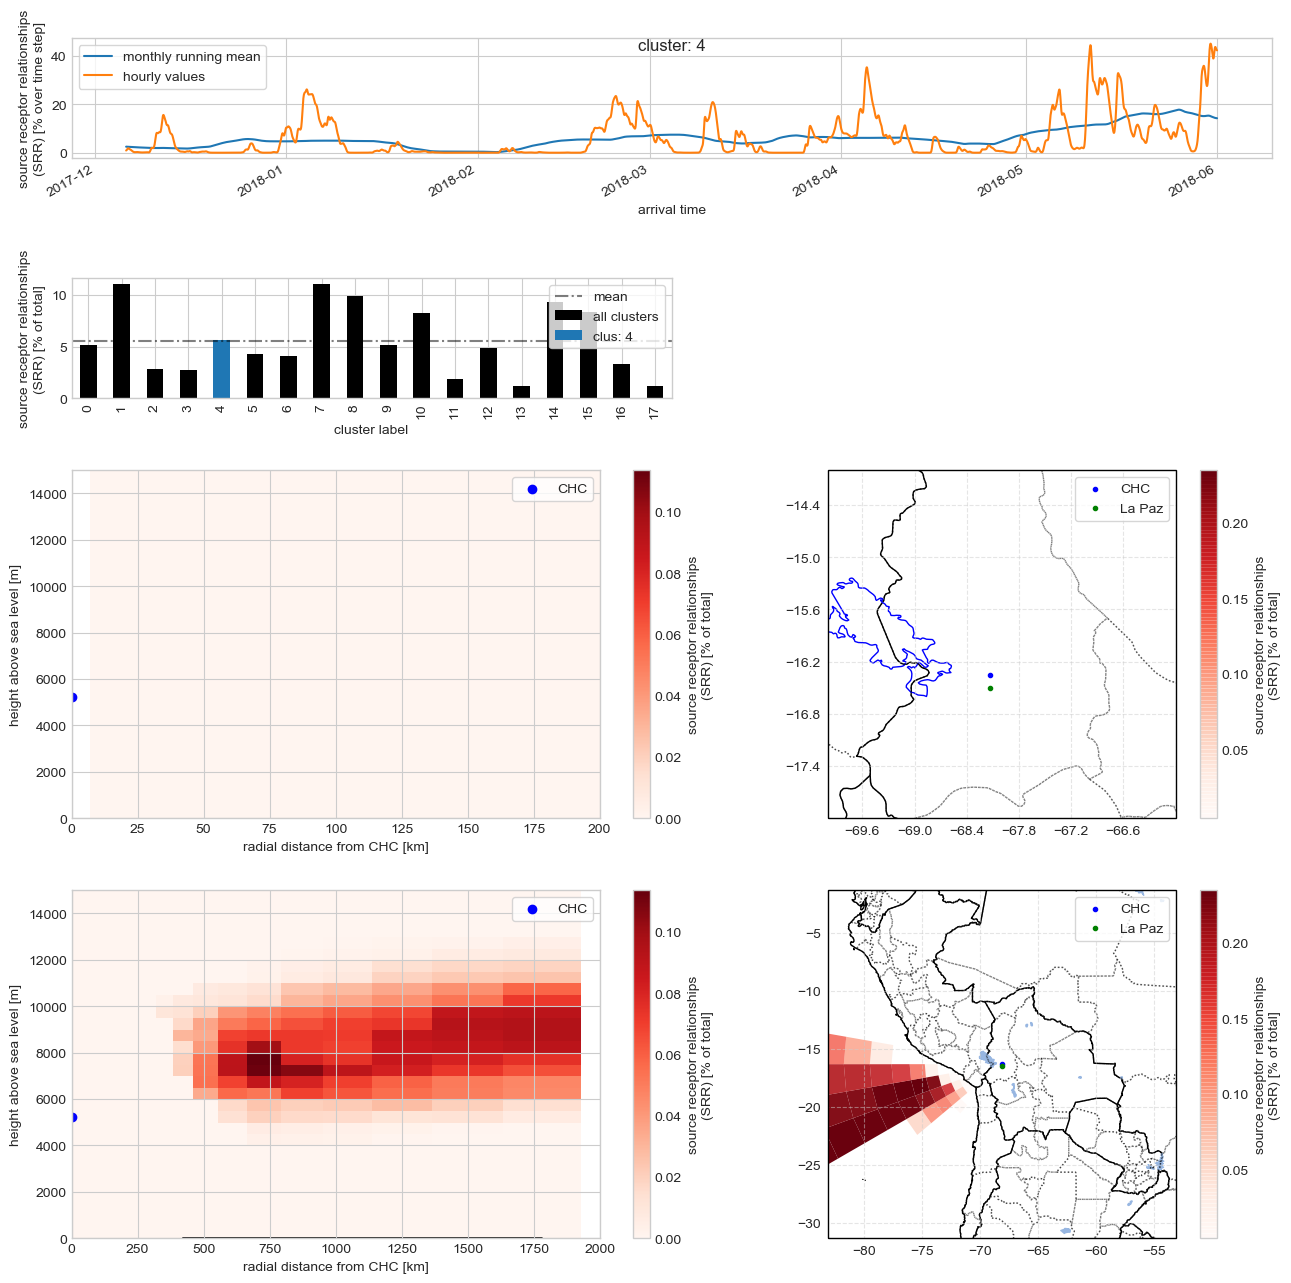 cluster: 4
source receptor relationships
(SRR) [% over time step]
40
20
0
monthly running mean
hourly values
2017-12
2018-01
2018-02
2018-03
2018-04
2018-05
2018-06
arrival time
source receptor relationships
(SRR) [% of total]
10
5
0
mean
all clusters
clus: 4
0 1 2 3 4 5 6 7 8 9 10 11 12 13 14 15 16 17
cluster label
height above sea level [m]
14000
12000
10000
8000
6000
4000
2000
0
CHC
0 25 50 75 100 125 150 175 200
radial distance from CHC [km]
0.10
0.08
0.06
0.04
0.02
0.00
source receptor relationships
(SRR) [% of total]
−14.4
−15.0
−15.6
−16.2
−16.8
−17.4
CHC
La Paz
−69.6 −69.0 −68.4 −67.8 −67.2 −66.6
0.20
0.15
0.10
0.05
source receptor relationships
(SRR) [% of total]
height above sea level [m]
14000
12000
10000
8000
6000
4000
2000
0
CHC
0 250 500 750 1000 1250 1500 1750 2000
radial distance from CHC [km]
0.10
0.08
0.06
0.04
0.02
0.00
source receptor relationships
(SRR) [% of total]
−5
−10
−15
−20
−25
−30
CHC
La Paz
−80 −75 −70 −65 −60 −55
0.20
0.15
0.10
0.05
source receptor relationships
(SRR) [% of total]